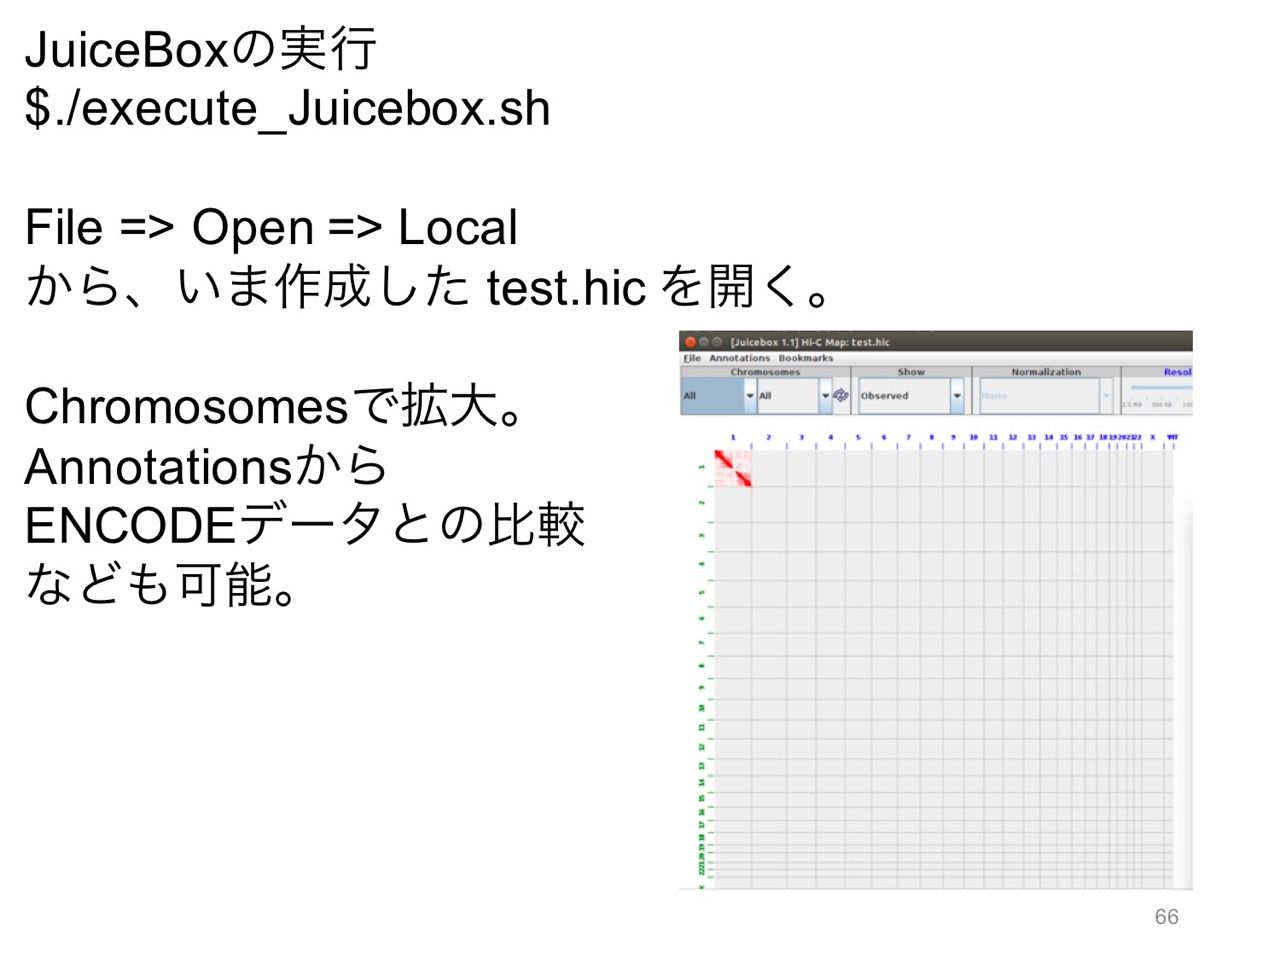 JuiceBoxの実行
$./execute_Juicebox.sh
File => Open => Local
から、いま作成した test.hic を開く。
Chromosomesで拡大。
Annotationsから
ENCODEデータとの比較
なども可能。
[Juicebox 1.1] Hi-C Map: test.hic
File Annotations Bookmarks
Chromosomes Show Normalization Resol
All All Observed None
2.5 MB 500 KB 100
1 2 3 4 5 6 7 8 9 10 11 12 13 14 15 16 17 18 19 20 21 22 X
1
2
3
4
5
6
7
8
9
10
11
12
13
14
15
16
17
18
19
20
21
22
66